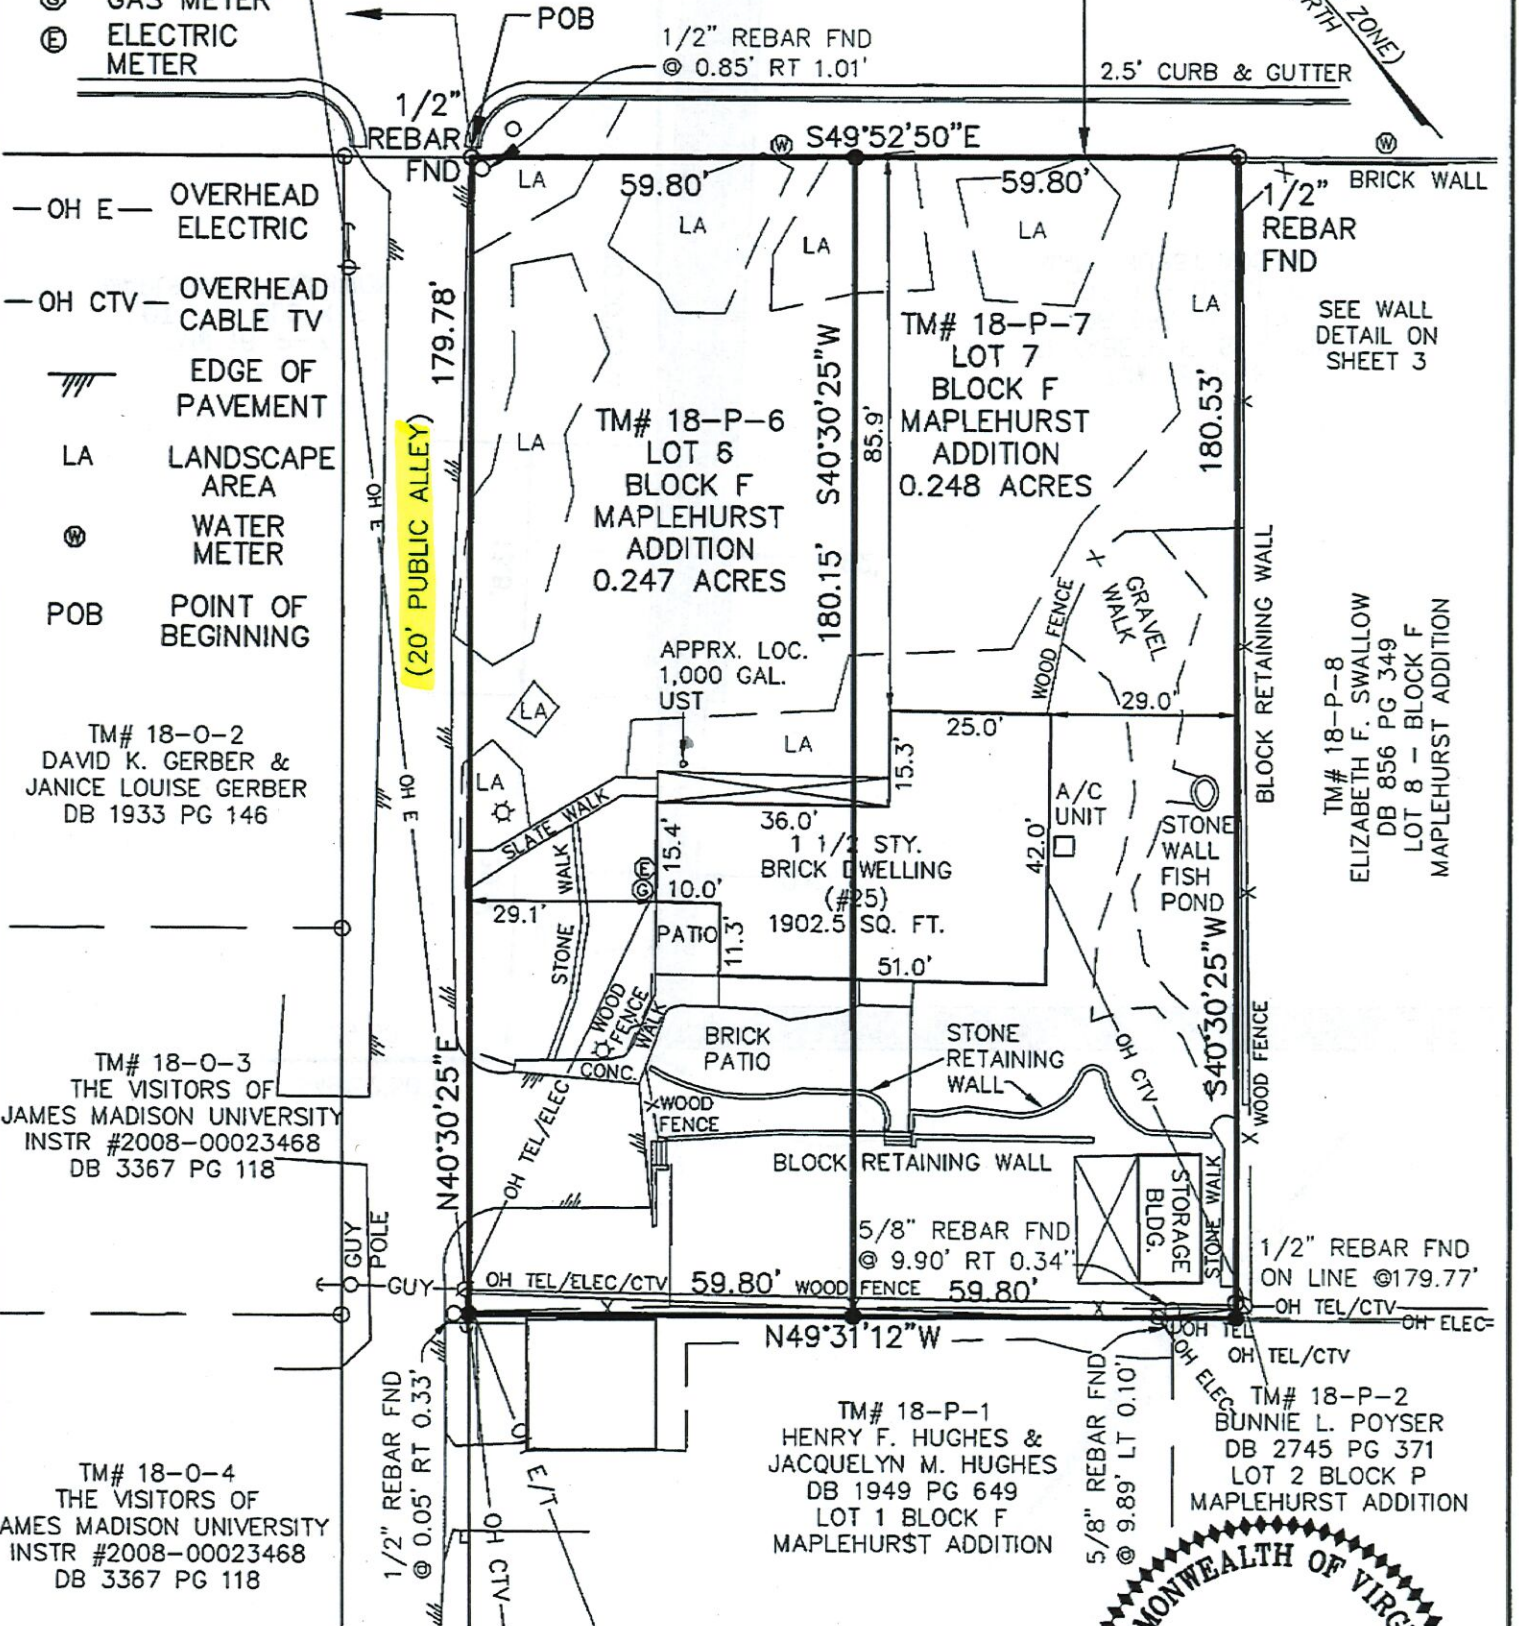 GAS METER
E
ELECTRIC
METER
POB
1/2" REBAR FND
@ 0.85' RT 1.01'
ZONE)
2.5' CURB & GUTTER
1/2"
REBAR
FND
W
S49°52'50"E
W
BRICK WALL
OH E
OVERHEAD
ELECTRIC
LA
59.80'
LA
LA
59.80'
LA
1/2"
REBAR
FND
OH CTV
OVERHEAD
CABLE TV
179.78'
LA
SEE WALL
DETAIL ON
SHEET 3
EDGE OF
PAVEMENT
LA
LANDSCAPE
AREA
W
WATER
METER
POB
POINT OF
BEGINNING
OH E
(20' PUBLIC ALLEY)
LA
TM# 18-P-6
LOT 6
BLOCK F
MAPLEHURST
ADDITION
0.247 ACRES
S40°30'25"W
180.15'
85.9'
TM# 18-P-7
LOT 7
BLOCK F
MAPLEHURST
ADDITION
0.248 ACRES
180.53'
WOOD FENCE
GRAVEL
WALK
BLOCK RETAINING WALL
TM# 18-P-8
ELIZABETH F. SWALLOW
DB 856 PG 349
LOT 8 - BLOCK F
MAPLEHURST ADDITION
APPRX. LOC.
1,000 GAL.
UST
LA
LA
LA
25.0'
29.0'
15.3'
TM# 18-O-2
DAVID K. GERBER &
JANICE LOUISE GERBER
DB 1933 PG 146
OH E
SLATE WALK
36.0'
15.4'
1 1/2 STY.
BRICK DWELLING
(#25)
1902.5 SQ. FT.
42.0'
A/C
UNIT
STONE
WALL
FISH
POND
E
G
10.0'
29.1'
STONE WALK
PATIO
11.3'
51.0'
S40°30'25"W
WOOD FENCE
WOOD
FENCE
WALK
CONC.
BRICK
PATIO
STONE
RETAINING
WALL
OH CTV
N40°30'25"E
TM# 18-O-3
THE VISITORS OF
JAMES MADISON UNIVERSITY
INSTR #2008-00023468
DB 3367 PG 118
OH TEL/ELEC
WOOD
FENCE
BLOCK RETAINING WALL
STORAGE
BLDG.
STONE WALK
GUY
POLE
GUY
OH TEL/ELEC/CTV
59.80'
WOOD FENCE
5/8" REBAR FND
@ 9.90' RT 0.34'
59.80'
1/2" REBAR FND
ON LINE @179.77'
OH TEL/CTV
OH ELEC
N49°31'12"W
OH TEL
OH TEL/CTV
OH ELEC
1/2" REBAR FND
@ 0.05' RT 0.33'
TM# 18-P-1
HENRY F. HUGHES &
JACQUELYN M. HUGHES
DB 1949 PG 649
LOT 1 BLOCK F
MAPLEHURST ADDITION
5/8" REBAR FND
@ 9.89' LT 0.10'
TM# 18-P-2
BUNNIE L. POYSER
DB 2745 PG 371
LOT 2 BLOCK P
MAPLEHURST ADDITION
TM# 18-O-4
THE VISITORS OF
AMES MADISON UNIVERSITY
INSTR #2008-00023468
DB 3367 PG 118
E/T
OH CTV
MONWEALTH OF VIRG